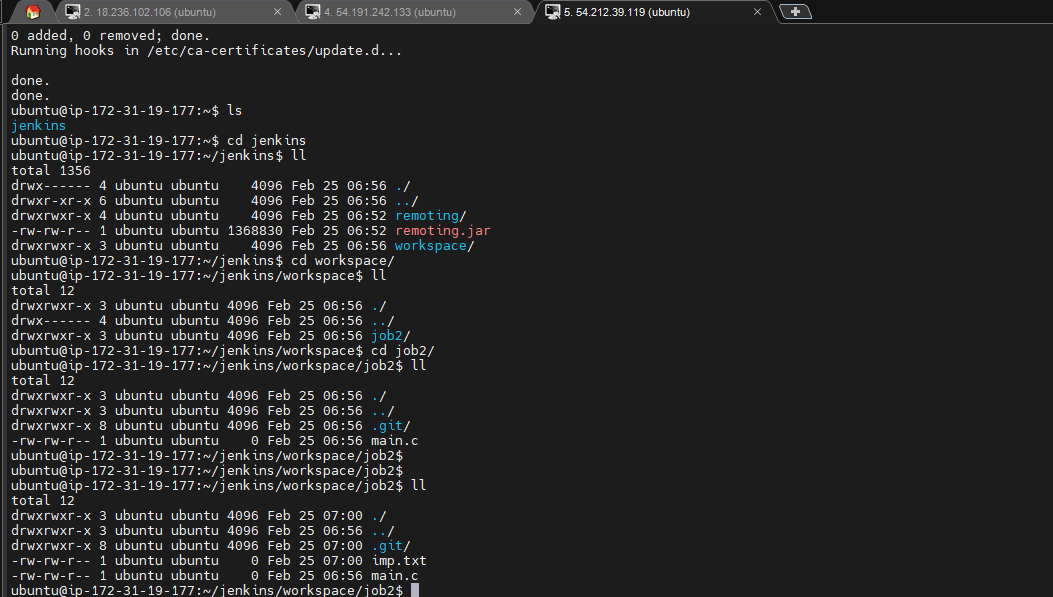 2. 18.236.102.106 (ubuntu)
4. 54.191.242.133 (ubuntu)
5. 54.212.39.119 (ubuntu)
0 added, 0 removed; done.
Running hooks in /etc/ca-certificates/update.d...
done.
done.
ubuntu@ip-172-31-19-177:~$ ls
jenkins
ubuntu@ip-172-31-19-177:~$ cd jenkins
ubuntu@ip-172-31-19-177:~/jenkins$ ll
total 1356
drwx------ 4 ubuntu ubuntu    4096 Feb 25 06:56 ./
drwxr-xr-x 6 ubuntu ubuntu    4096 Feb 25 06:56 ../
drwxrwxr-x 4 ubuntu ubuntu    4096 Feb 25 06:52 remoting/
-rw-rw-r-- 1 ubuntu ubuntu 1368830 Feb 25 06:52 remoting.jar
drwxrwxr-x 3 ubuntu ubuntu    4096 Feb 25 06:56 workspace/
ubuntu@ip-172-31-19-177:~/jenkins$ cd workspace/
ubuntu@ip-172-31-19-177:~/jenkins/workspace$ ll
total 12
drwxrwxr-x 3 ubuntu ubuntu 4096 Feb 25 06:56 ./
drwx------ 4 ubuntu ubuntu 4096 Feb 25 06:56 ../
drwxrwxr-x 3 ubuntu ubuntu 4096 Feb 25 06:56 job2/
ubuntu@ip-172-31-19-177:~/jenkins/workspace$ cd job2/
ubuntu@ip-172-31-19-177:~/jenkins/workspace/job2$ ll
total 12
drwxrwxr-x 3 ubuntu ubuntu 4096 Feb 25 06:56 ./
drwxrwxr-x 3 ubuntu ubuntu 4096 Feb 25 06:56 ../
drwxrwxr-x 8 ubuntu ubuntu 4096 Feb 25 06:56 .git/
-rw-rw-r-- 1 ubuntu ubuntu    0 Feb 25 06:56 main.c
ubuntu@ip-172-31-19-177:~/jenkins/workspace/job2$
ubuntu@ip-172-31-19-177:~/jenkins/workspace/job2$
ubuntu@ip-172-31-19-177:~/jenkins/workspace/job2$ ll
total 12
drwxrwxr-x 3 ubuntu ubuntu 4096 Feb 25 07:00 ./
drwxrwxr-x 3 ubuntu ubuntu 4096 Feb 25 06:56 ../
drwxrwxr-x 8 ubuntu ubuntu 4096 Feb 25 07:00 .git/
-rw-rw-r-- 1 ubuntu ubuntu    0 Feb 25 07:00 imp.txt
-rw-rw-r-- 1 ubuntu ubuntu    0 Feb 25 06:56 main.c
ubuntu@ip-172-31-19-177:~/jenkins/workspace/job2$